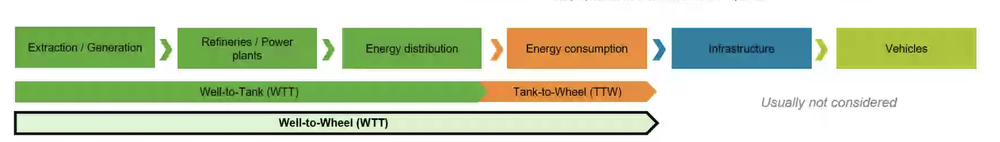 Extraction / Generation
Refineries / Power
plants
Energy distribution
Energy consumption
Infrastructure
Vehicles
Well-to-Tank (WTT)
Tank-to-Wheel (TTW)
Usually not considered
Well-to-Wheel (WTT)